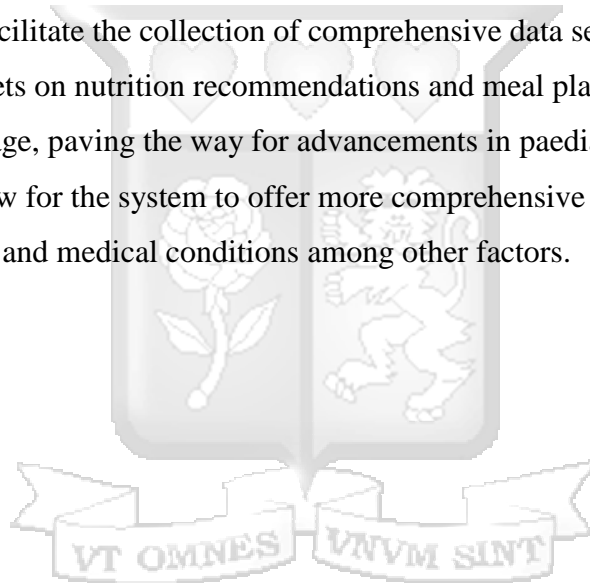 cilitate the collection of comprehensive data se
ets on nutrition recommendations and meal pla
ge, paving the way for advancements in paedia
w for the system to offer more comprehensive
and medical conditions among other factors.
VT OMNES VNVM SINT